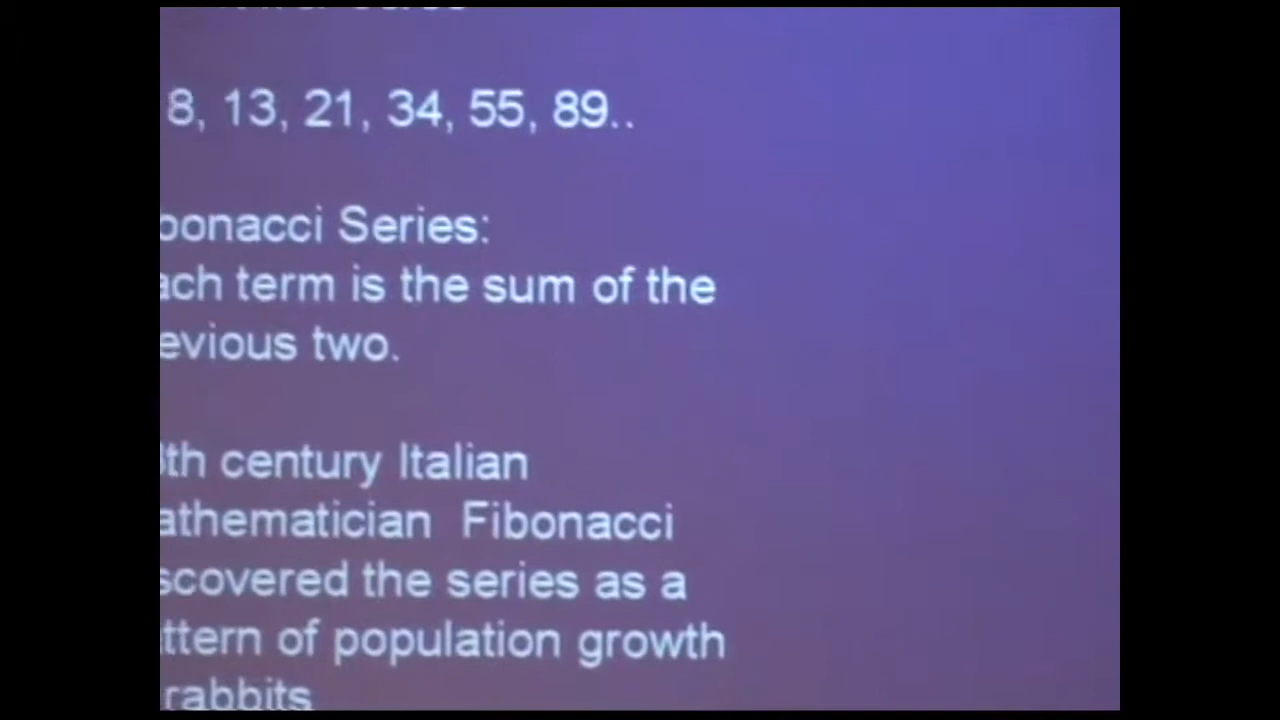 8, 13, 21, 34, 55, 89..
bonacci Series:
ach term is the sum of the
evious two.
th century Italian
athematician Fibonacci
scovered the series as a
ttern of population growth
rabbits